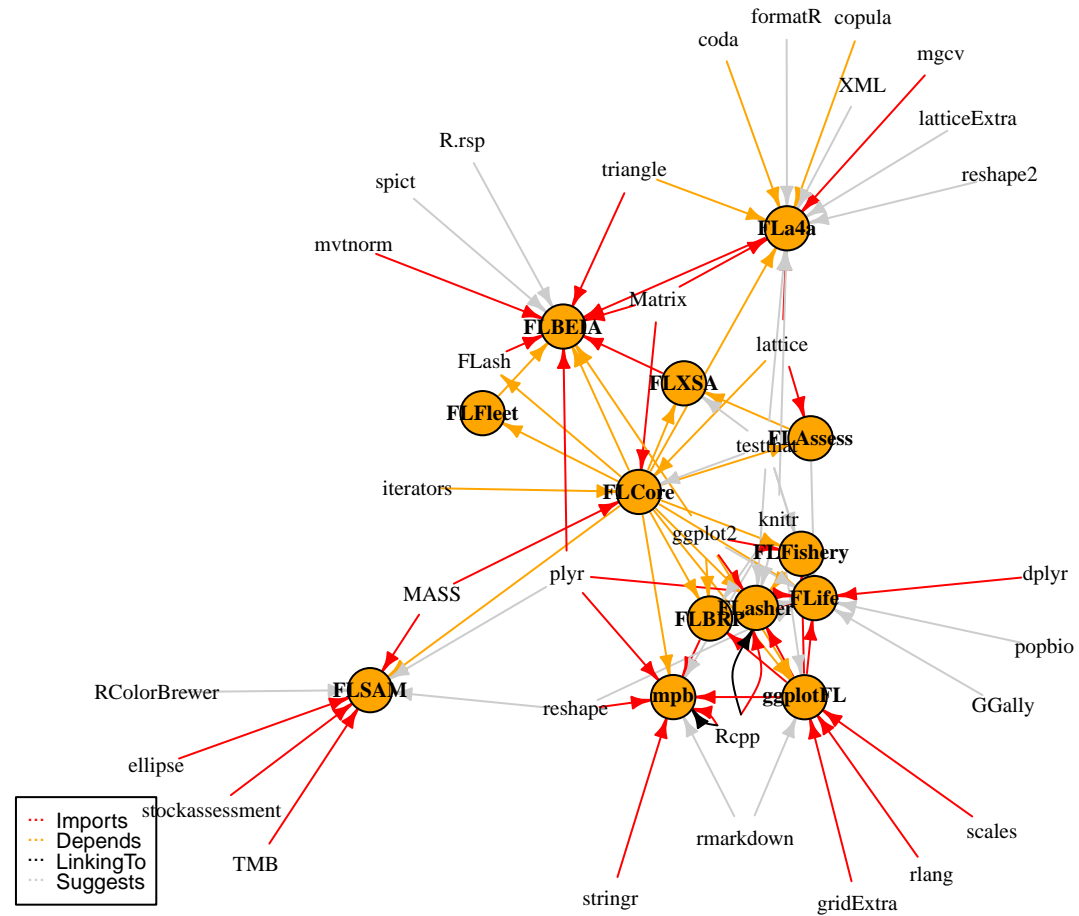 formatR
copula
coda
mgcv
XML
latticeExtra
R.rsp
triangle
reshape2
spict
FLa4a
mvtnorm
Matrix
FLBEIA
lattice
FLash
FLXSA
FLFleet
FLAssess
testthat
iterators
FLCore
knitr
ggplot2
FLFishery
plyr
dplyr
MASS
FLife
FLasher
FLBRP
popbio
RColorBrewer
FLSAM
mpb
ggplotFL
reshape
GGally
Rcpp
ellipse
stockassessment
scales
rmarkdown
TMB
rlang
stringr
gridExtra
Imports
Depends
LinkingTo
Suggests